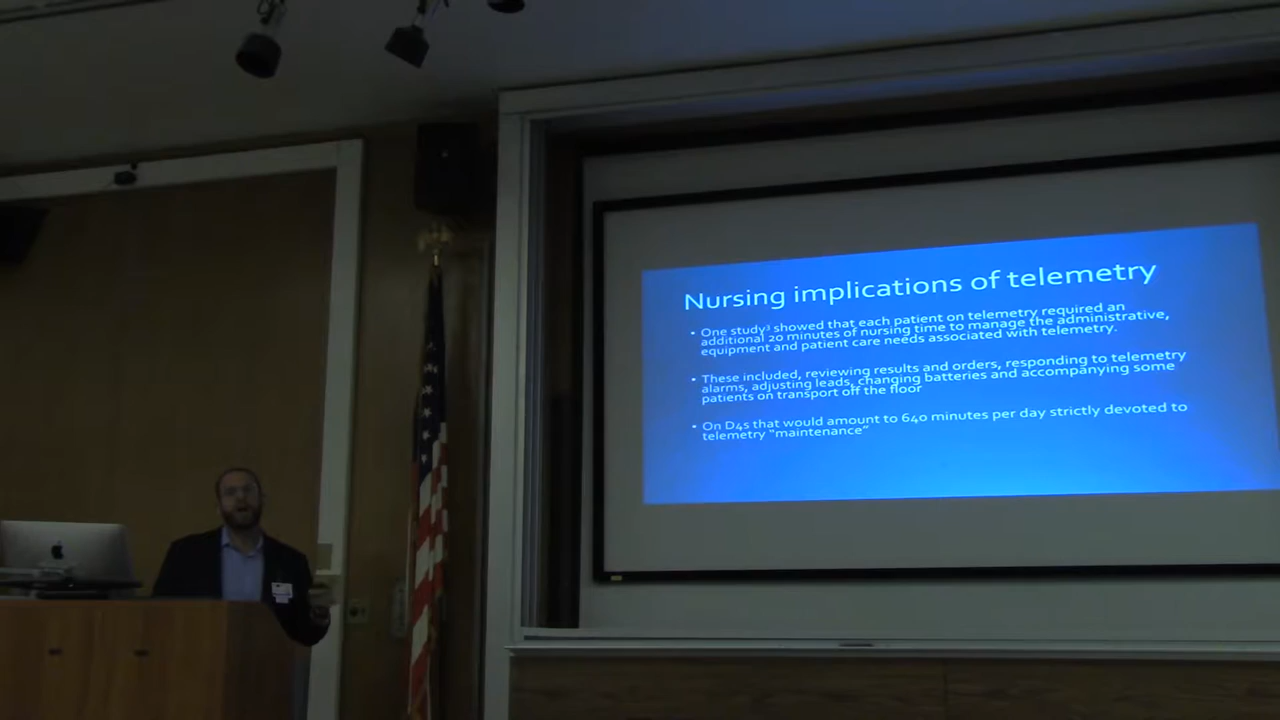 Nursing implications of telemetry
• One study³ showed that each patient on telemetry required an
additional 20 minutes of nursing time to manage the administrative,
equipment and patient care needs associated with telemetry.
• These included, reviewing results and orders, responding to telemetry
alarms, adjusting leads, changing batteries and accompanying some
patients on transport off the floor
• On D4s that would amount to 640 minutes per day strictly devoted to
telemetry "maintenance"